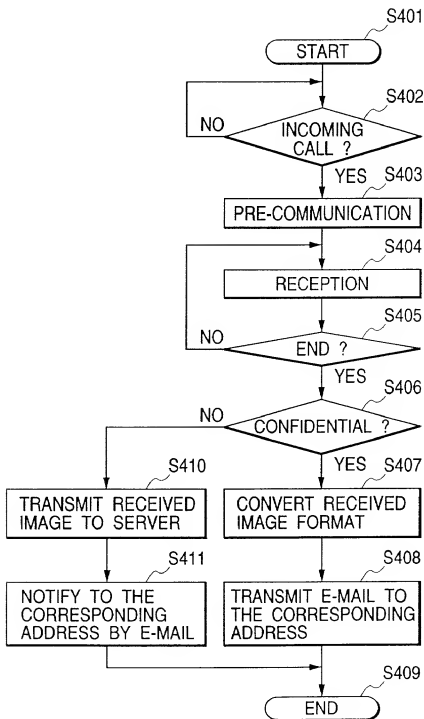 S401
START
S402
INCOMING
CALL ?
NO
YES
S403
PRE-COMMUNICATION
S404
RECEPTION
S405
END ?
NO
YES
S406
CONFIDENTIAL ?
NO
YES
S410
TRANSMIT RECEIVED
IMAGE TO SERVER
S407
CONVERT RECEIVED
IMAGE FORMAT
S411
NOTIFY TO THE
CORRESPONDING
ADDRESS BY E-MAIL
S408
TRANSMIT E-MAIL TO
THE CORRESPONDING
ADDRESS
S409
END